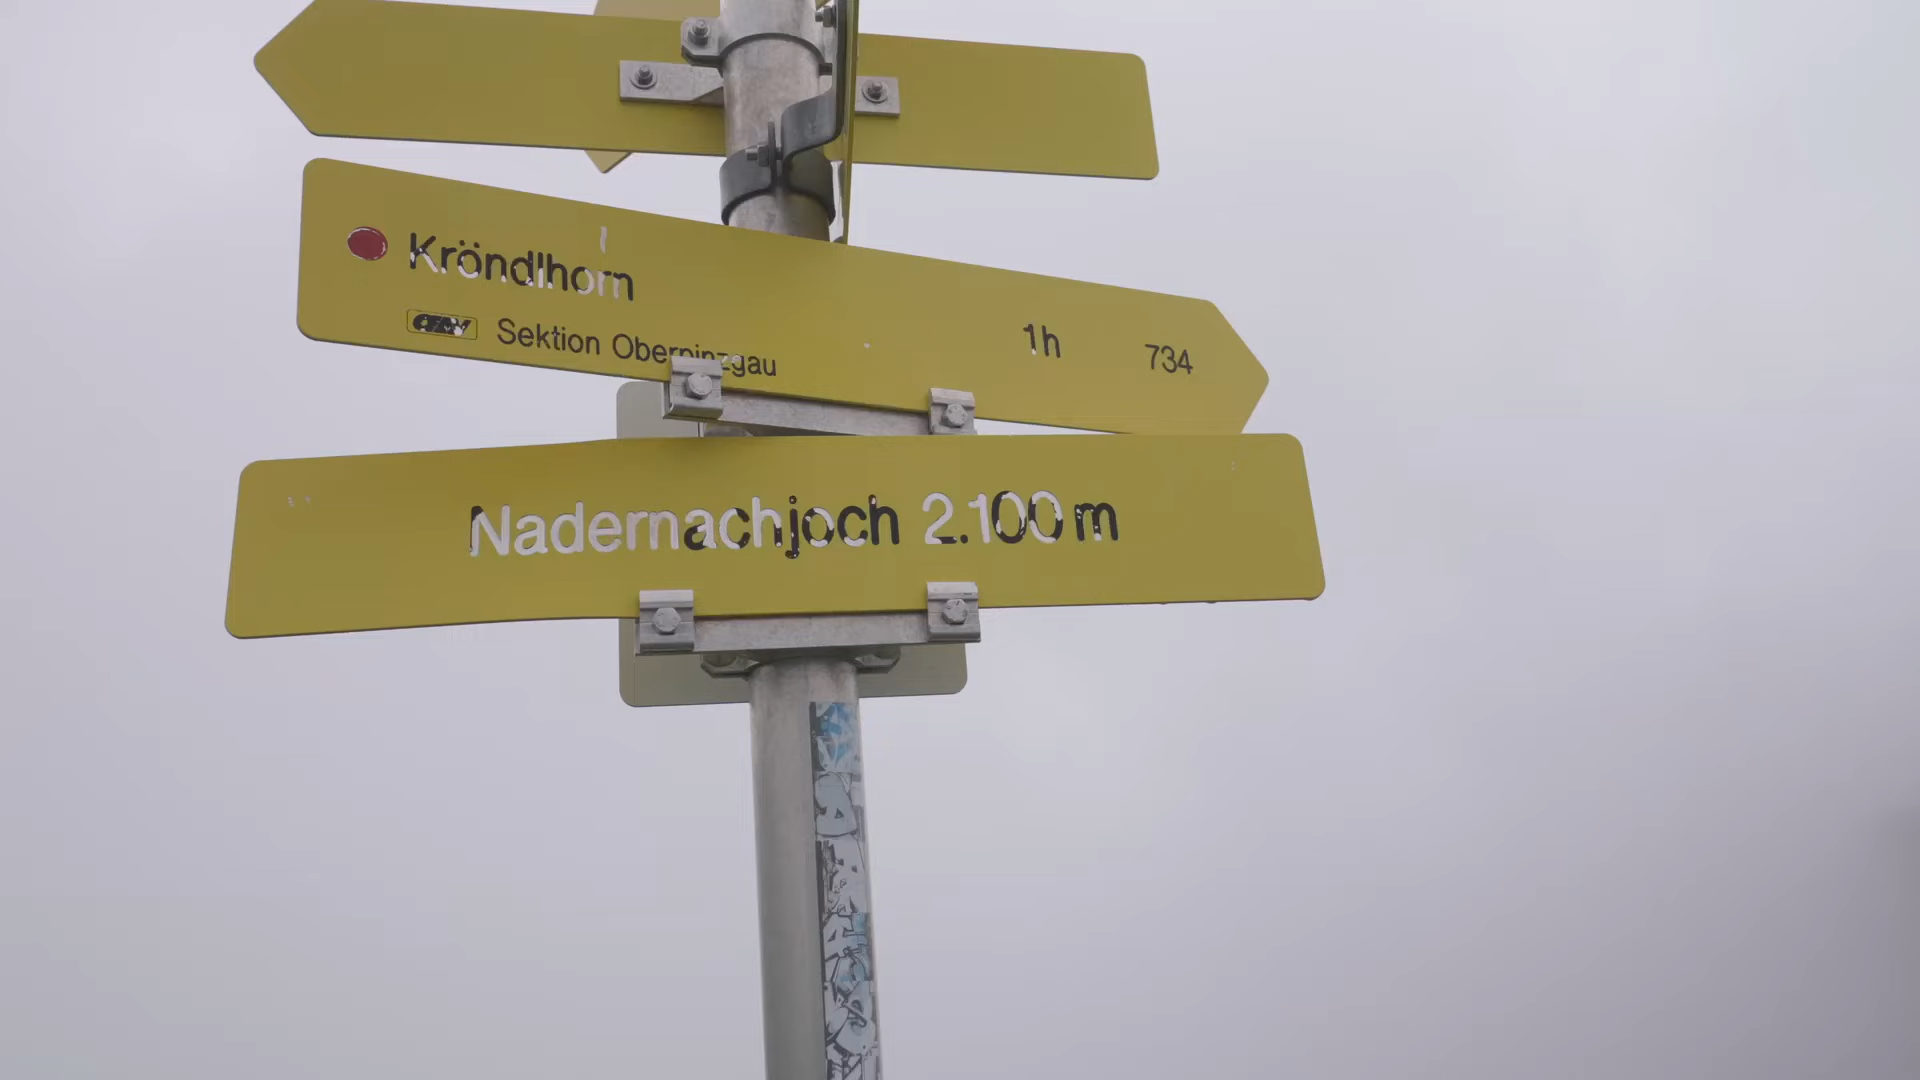 Kröndlhorn
Sektion Oberpinzgau 1h 734
Nadernachjoch 2.100 m